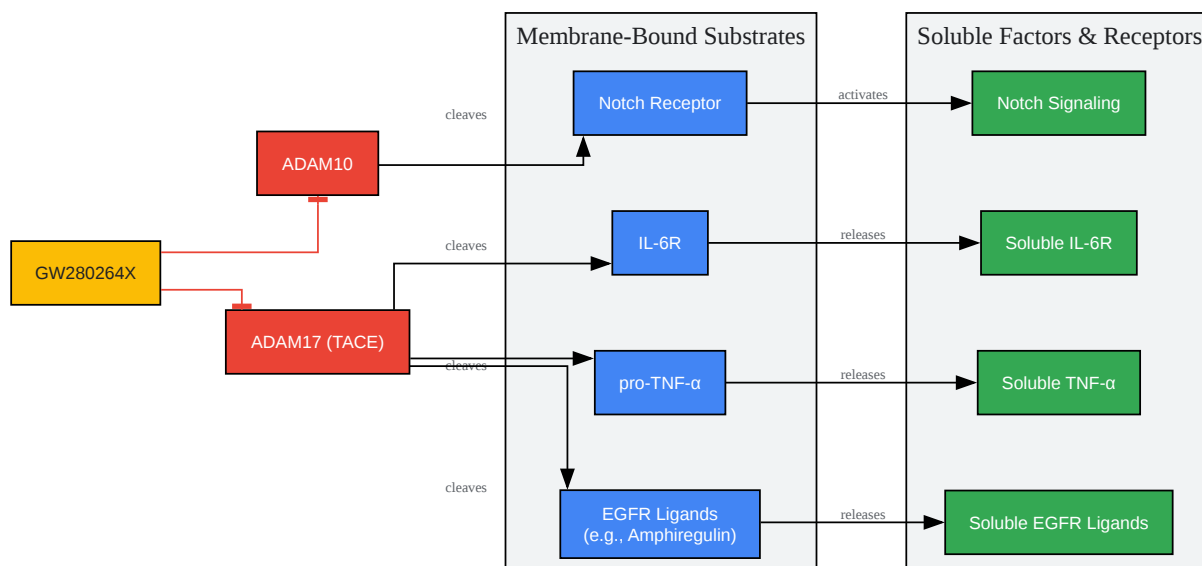 Membrane-Bound Substrates
Soluble Factors & Receptors
cleaves
Notch Receptor
activates
Notch Signaling
ADAM10
GW280264X
cleaves
IL-6R
releases
Soluble IL-6R
ADAM17 (TACE)
cleaves
pro-TNF-α
releases
Soluble TNF-α
cleaves
EGFR Ligands
(e.g., Amphiregulin)
releases
Soluble EGFR Ligands